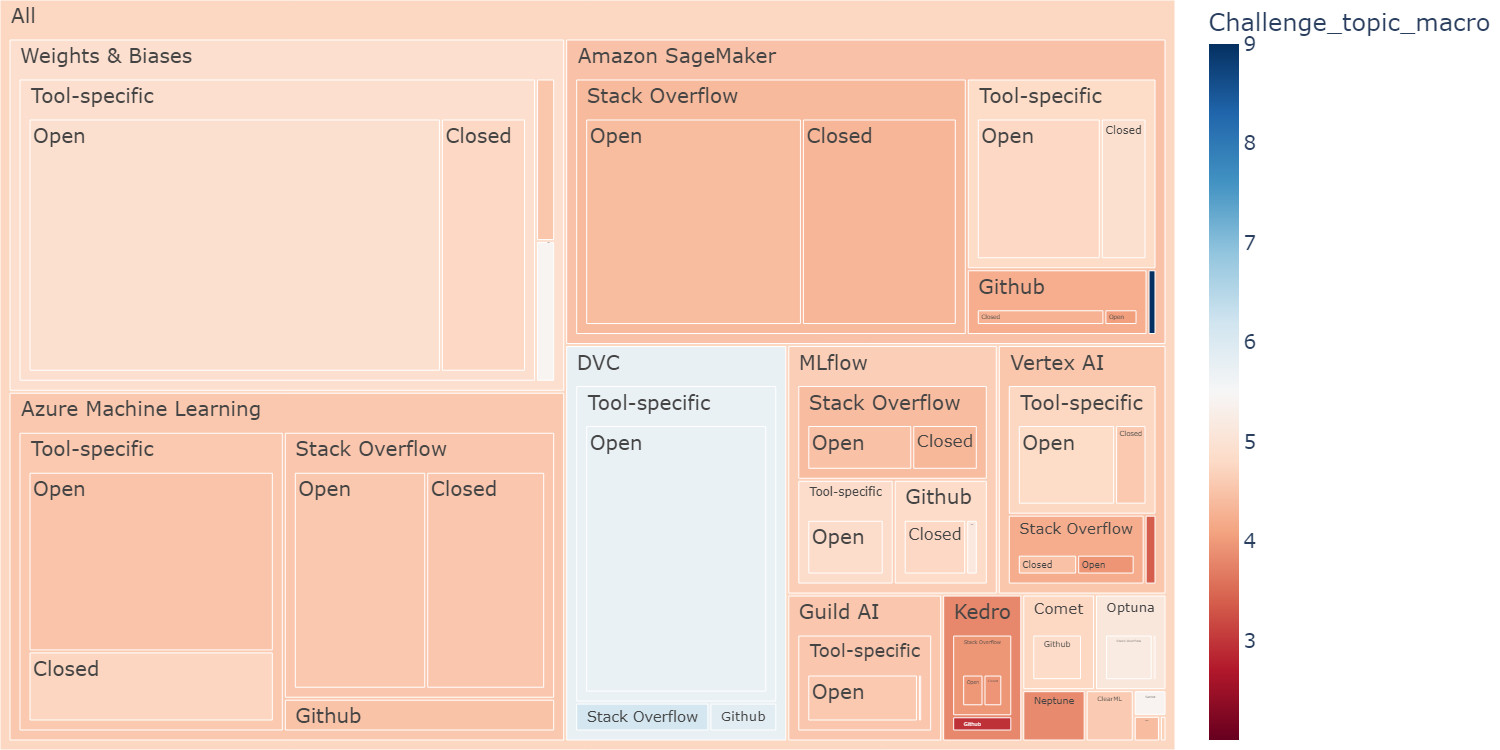 All
Weights & Biases
Tool-specific
Open
Closed
Amazon SageMaker
Stack Overflow
Open
Closed
Tool-specific
Open
Closed
Github
Closed
Open
Azure Machine Learning
Tool-specific
Open
Closed
Stack Overflow
Open
Closed
Github
DVC
Tool-specific
Open
Stack Overflow
Github
MLflow
Stack Overflow
Open
Closed
Tool-specific
Open
Github
Closed
Vertex AI
Tool-specific
Open
Closed
Stack Overflow
Closed
Open
Guild AI
Tool-specific
Open
Kedro
Stack Overflow
Open
Github
Comet
Github
Optuna
Neptune
ClearML
Challenge_topic_macro
9
8
7
6
5
4
3